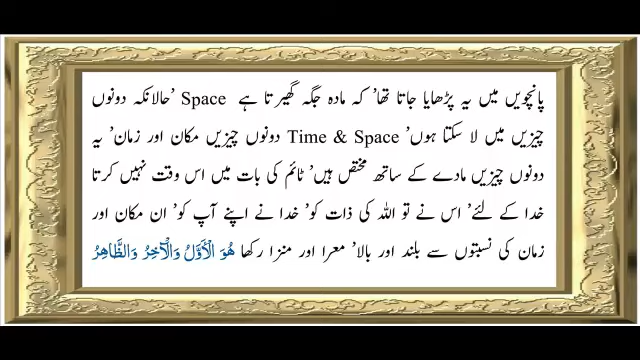 پانچویں میں یہ پڑھایا جاتا تھا’ کہ مادہ جگہ گھیرتا ہے Space ’حالانکہ دونوں
چیزیں میں لا سکتا ہوں’ Time & Space دونوں چیزیں مکان اور زمان’ یہ
دونوں چیزیں مادے کے ساتھ مختص ہیں’ ٹائم کی بات میں اس وقت نہیں کرتا
خدا کے لئے’ اس نے تو اللہ کی ذات کو’ خدا نے اپنے آپ کو’ ان مکان اور
زمان کی نسبتوں سے بلند اور بالا’ معرا اور منزا رکھا هُوَ الْأَوَّلُ وَالْآخِرُ وَالظَّاهِرُ